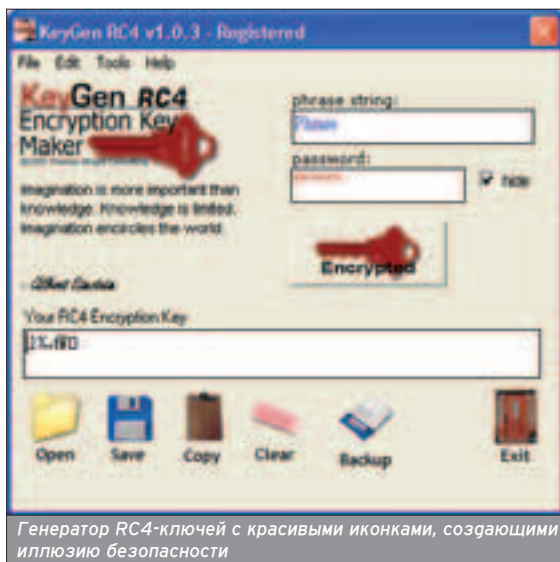 KeyGen RC4 v1.0.3 - Registered
File Edit Tools Help
KeyGen RC4
Encryption Key
Maker
phrase string:
Phrase
password:
hide
Imagination is more important than
knowledge. Knowledge is limited.
Imagination encircles the world.
- Albert Einstein
Encrypted
Your RC4 Encryption Key
Open Save Copy Clear Backup Exit
Генератор RC4-ключей с красивыми иконками, создающими
иллюзию безопасности